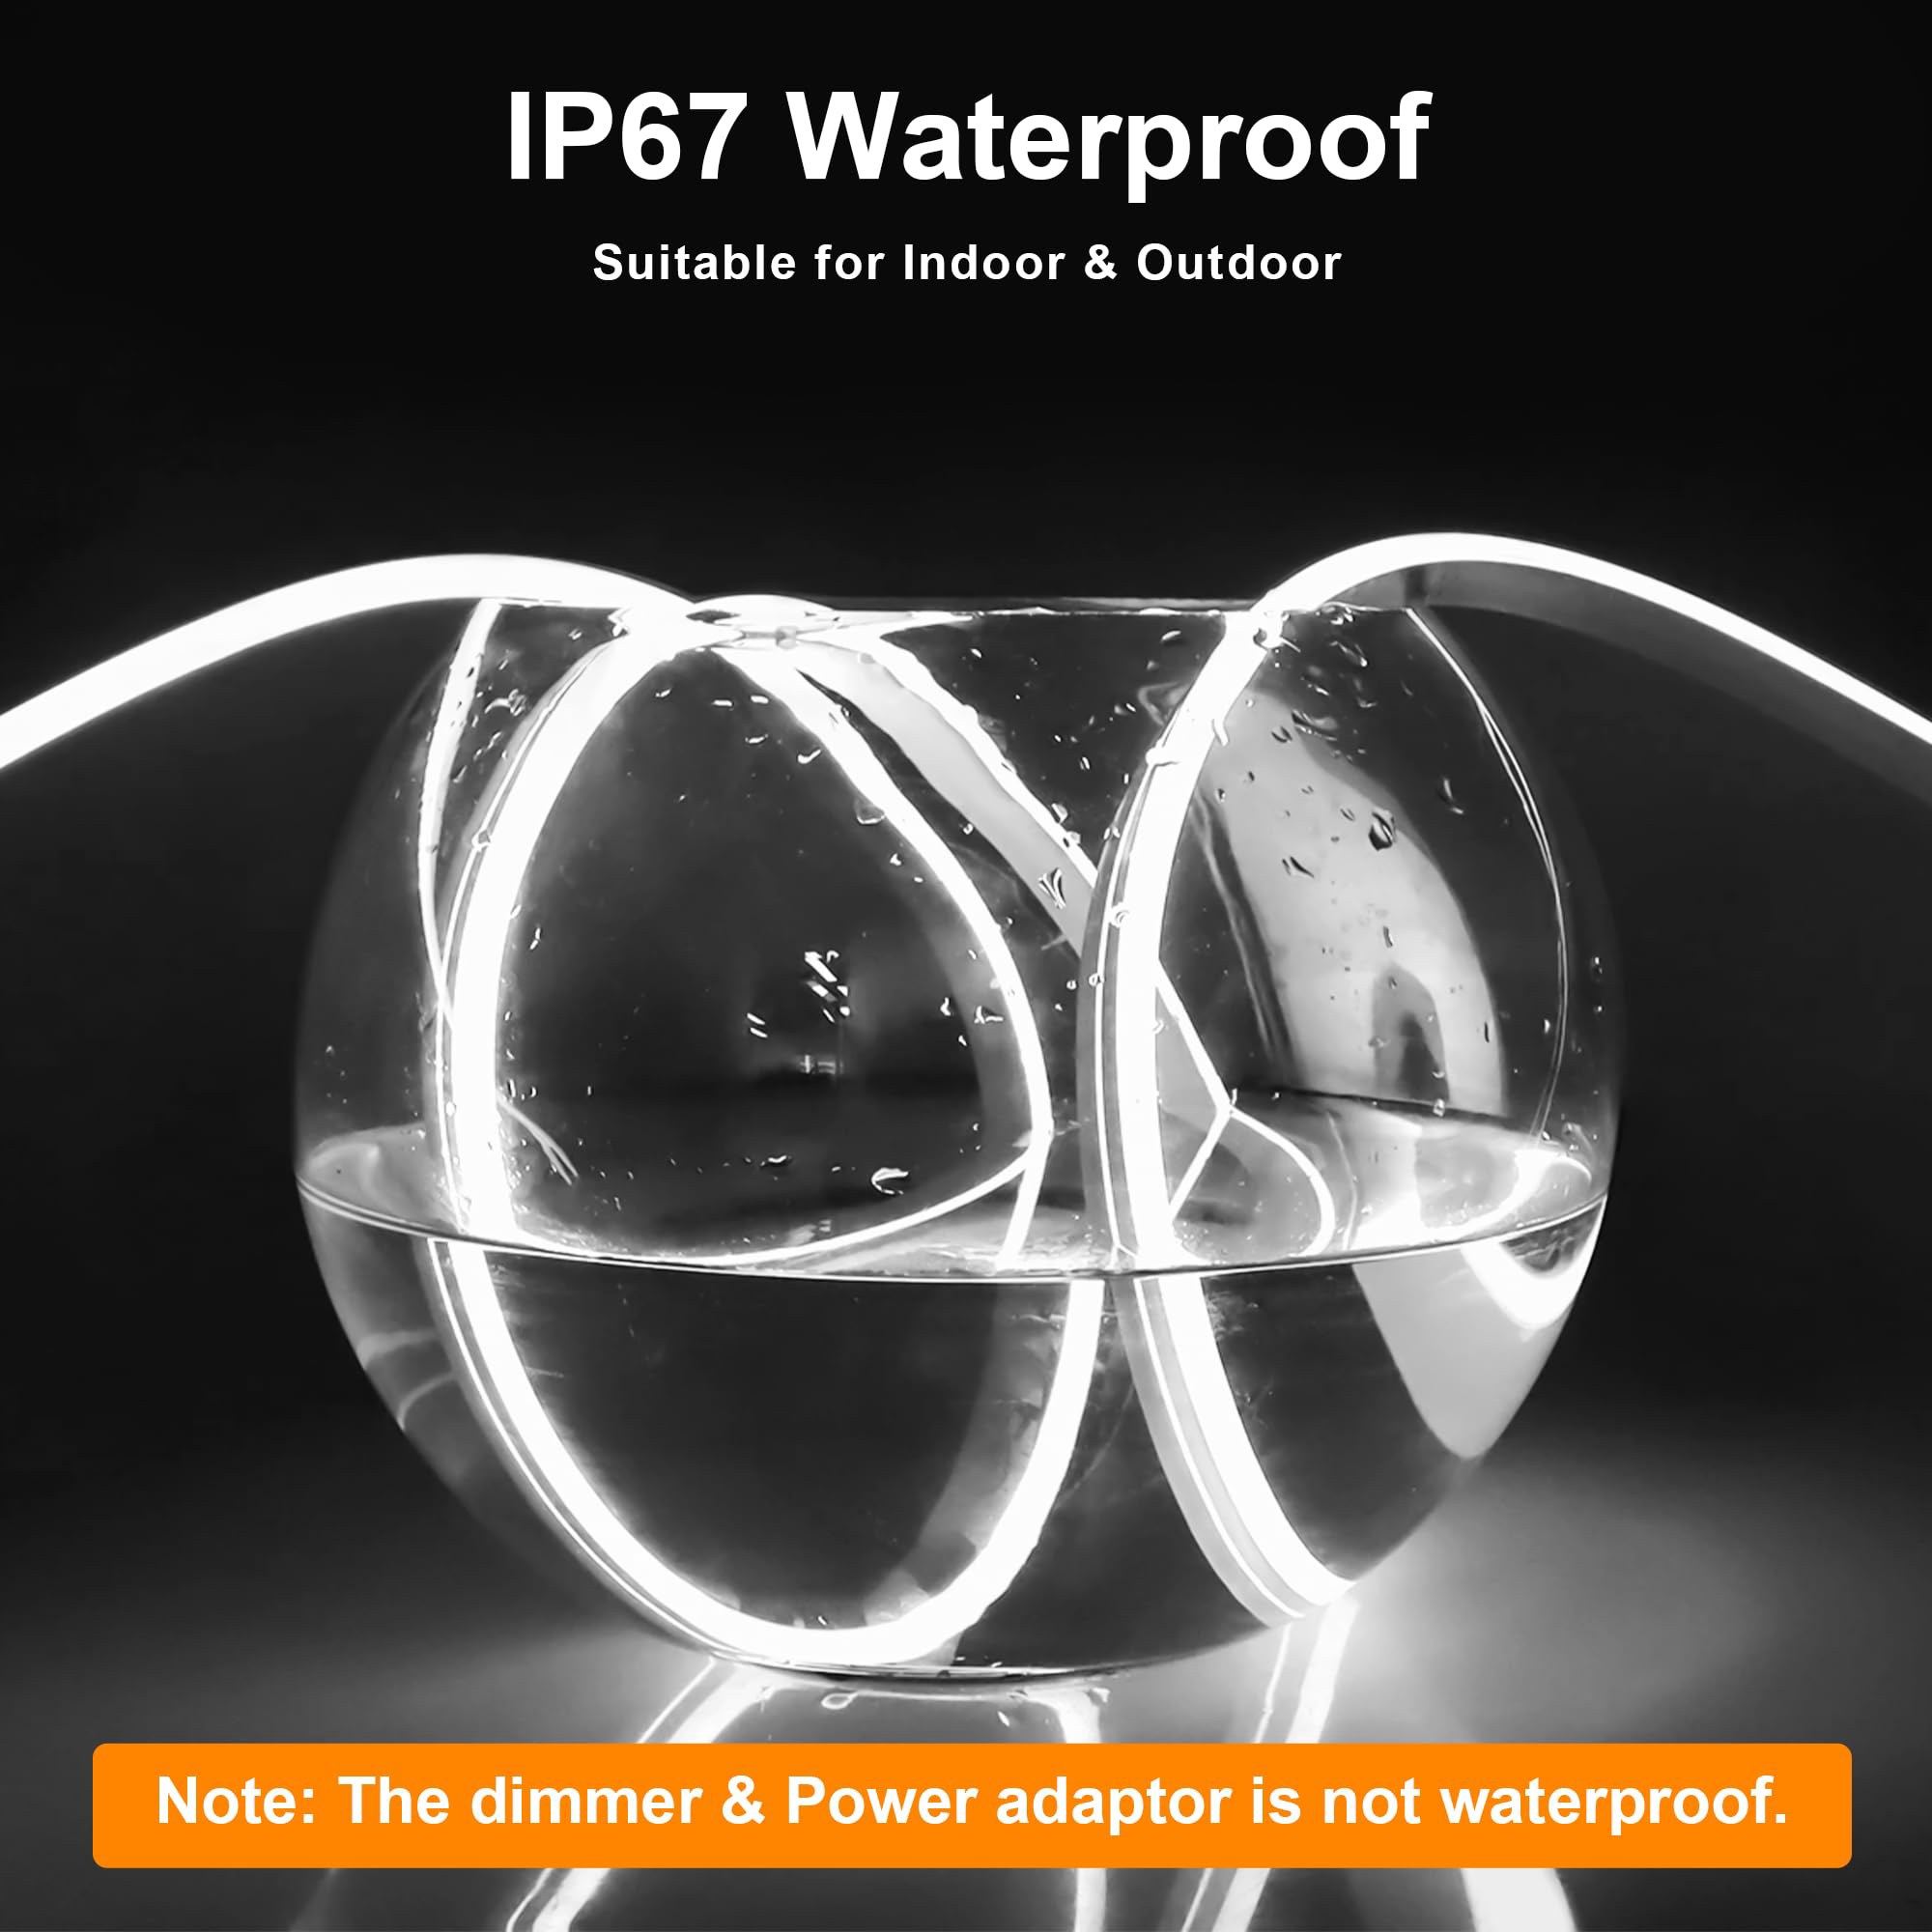 IP67 Waterproof
Suitable for Indoor & Outdoor
Note: The dimmer & Power adaptor is not waterproof.